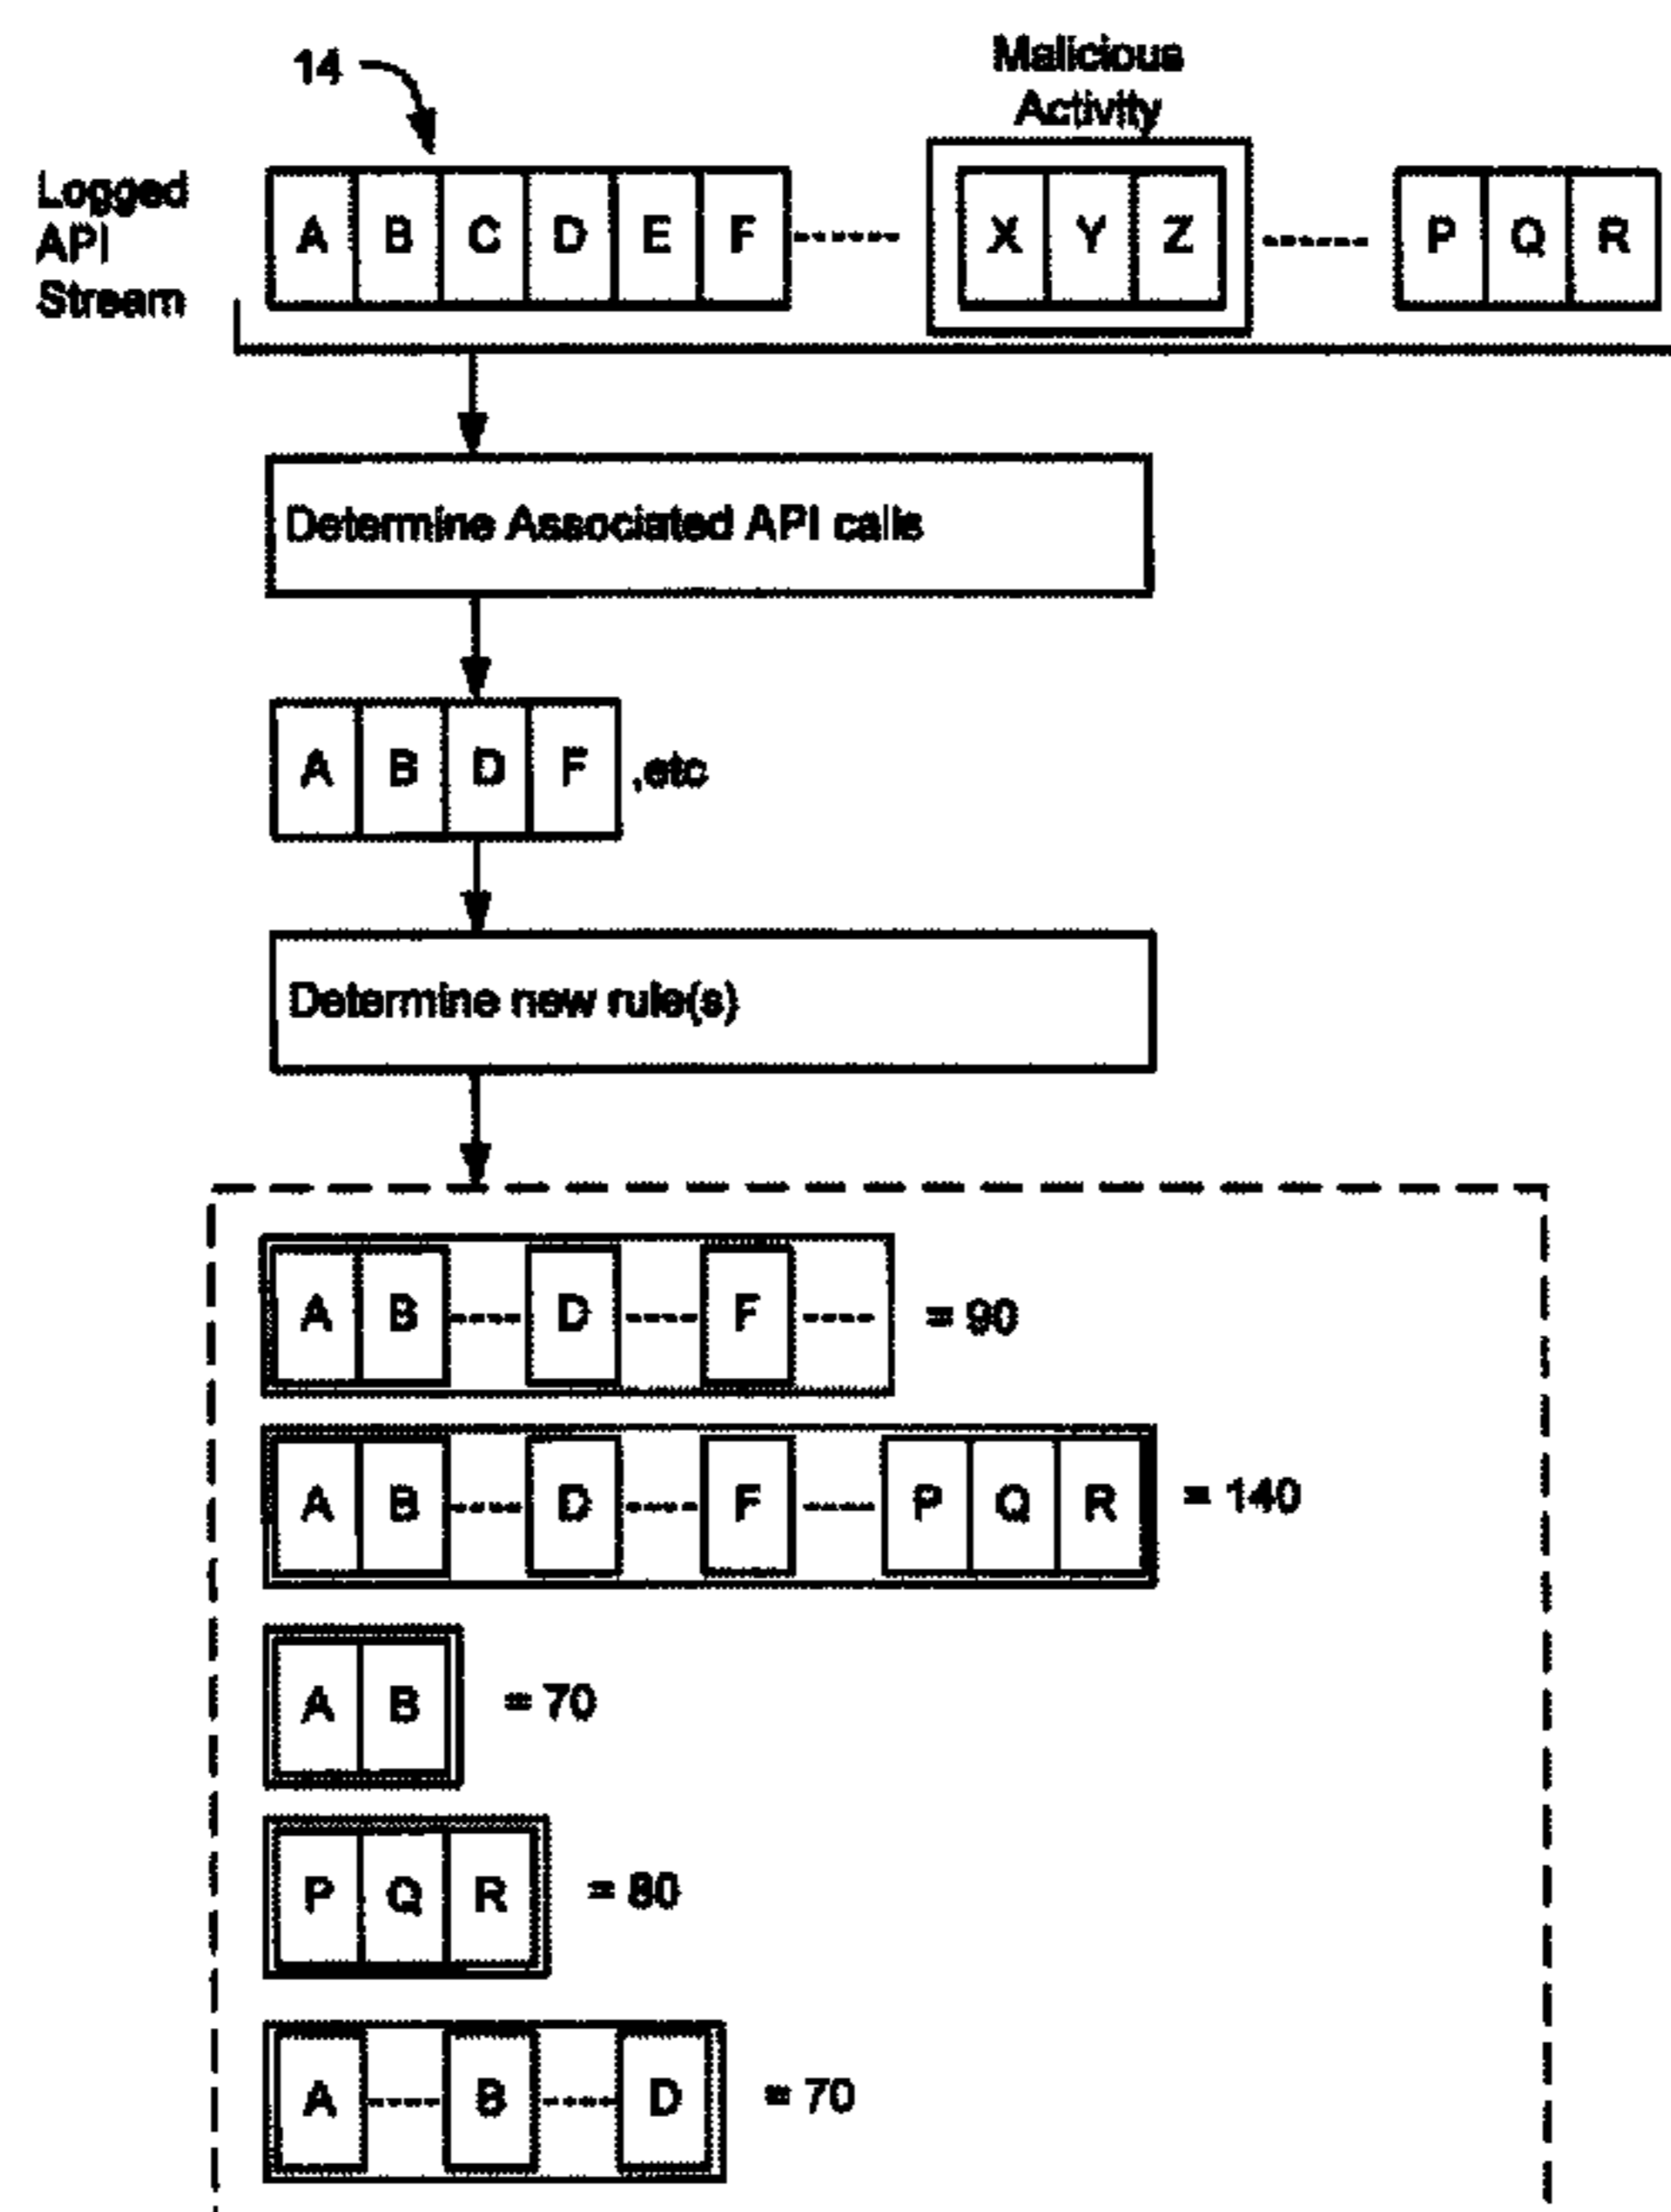 14
Malicious
Activity
Logged
API
Stream
A B C D E F ------ X Y Z ------ P Q R
Determine Associated API calls
A B D F ,etc
Determine new rule(s)
A B ---- D ---- F ---- = 90
A B ---- D ---- F ---- P Q R = 140
A B = 70
P Q R = 80
A ---- B ---- D = 70